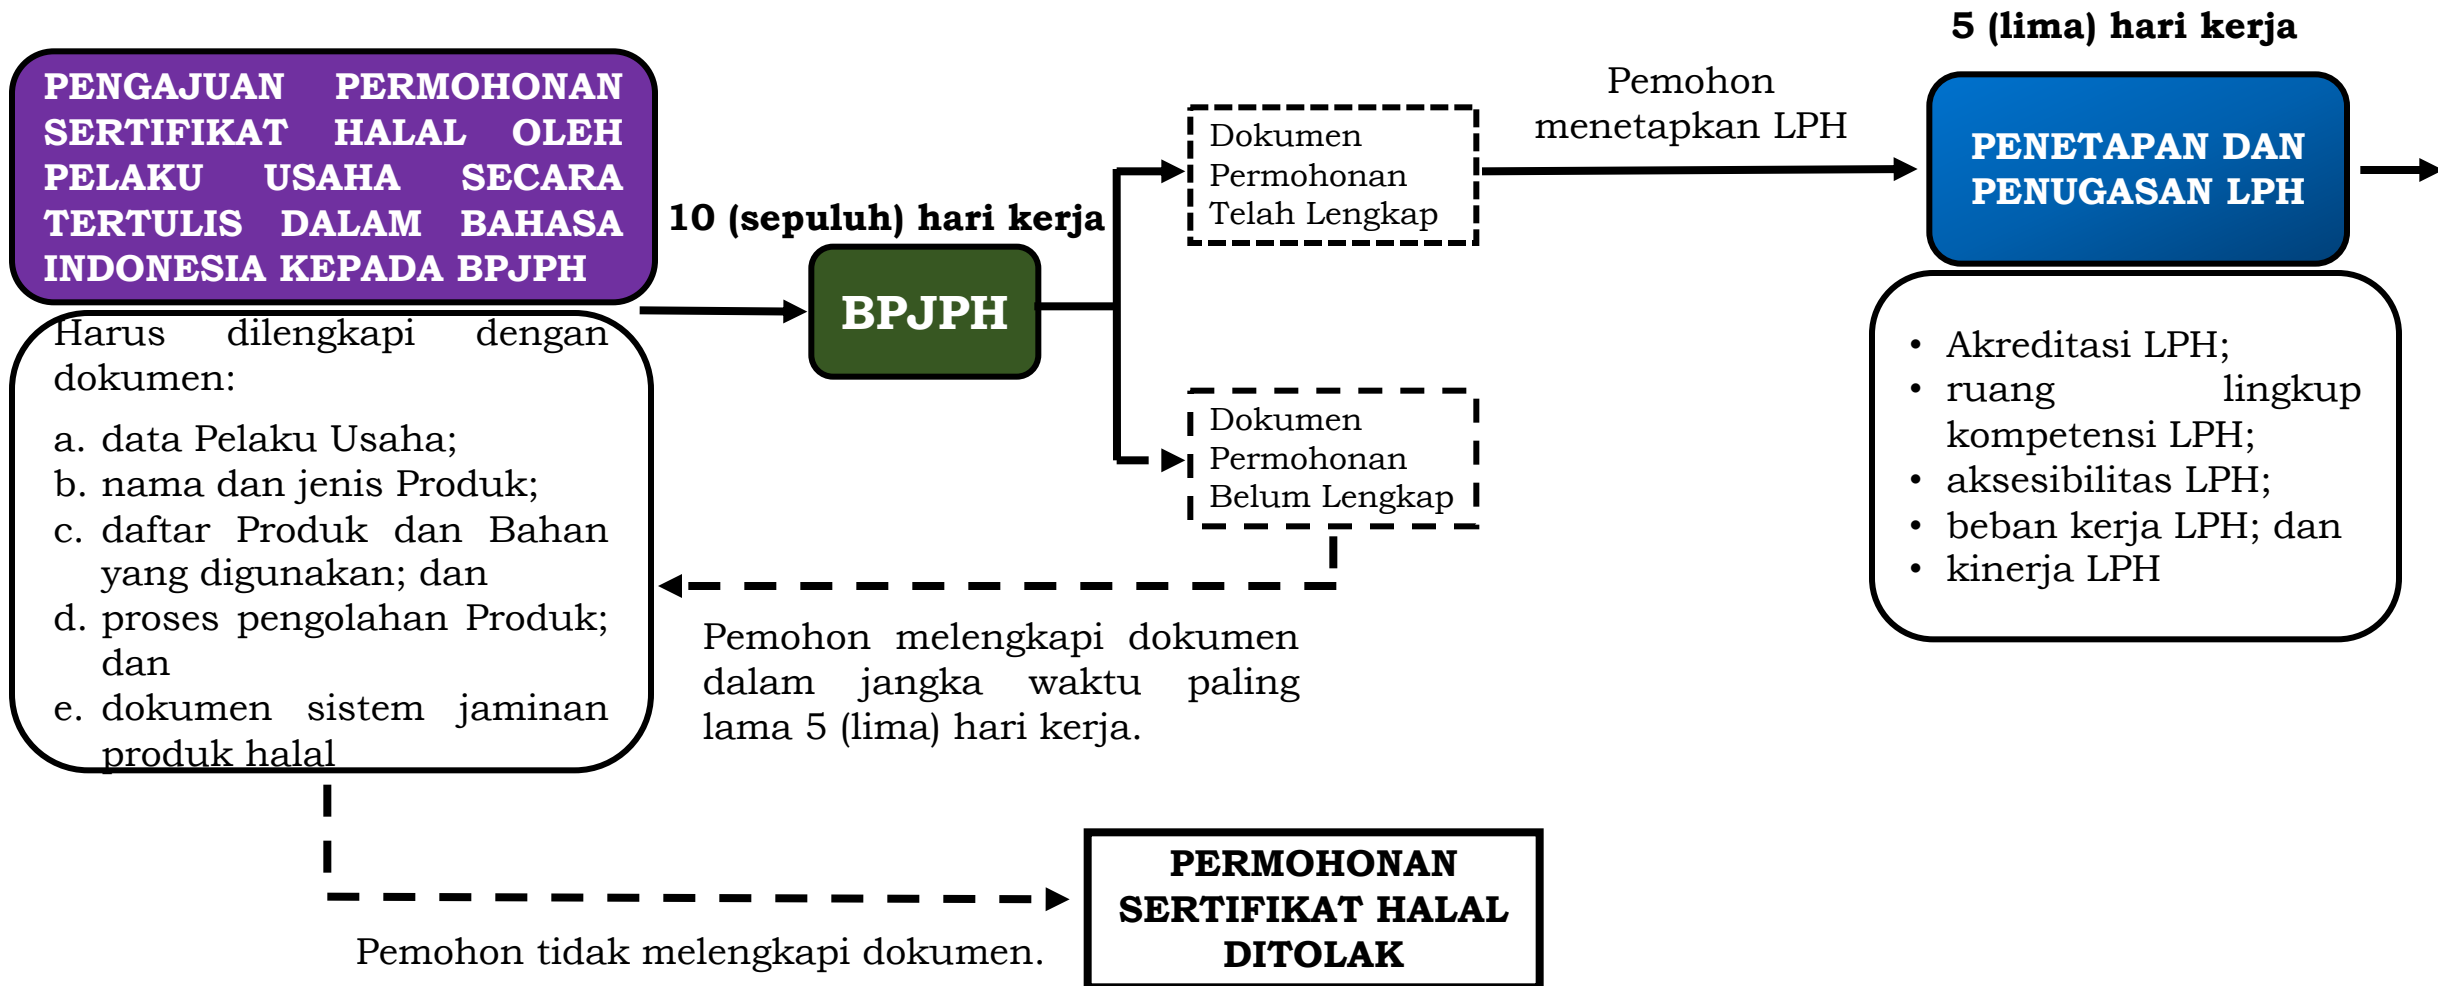 PENGAJUAN PERMOHONAN
SERTIFIKAT HALAL OLEH
PELAKU USAHA SECARA
TERTULIS DALAM BAHASA
INDONESIA KEPADA BPJPH
Harus dilengkapi dengan
dokumen:
a. data Pelaku Usaha;
b. nama dan jenis Produk;
c. daftar Produk dan Bahan
yang digunakan; dan
d. proses pengolahan Produk;
dan
e. dokumen sistem jaminan
produk halal
10 (sepuluh) hari kerja
BPJPH
Dokumen
Permohonan
Telah Lengkap
Dokumen
Permohonan
Belum Lengkap
Pemohon melengkapi dokumen
dalam jangka waktu paling
lama 5 (lima) hari kerja.
Pemohon tidak melengkapi dokumen.
PERMOHONAN
SERTIFIKAT HALAL
DITOLAK
Pemohon
menetapkan LPH
5 (lima) hari kerja
PENETAPAN DAN
PENUGASAN LPH
• Akreditasi LPH;
• ruang lingkup
kompetensi LPH;
• aksesibilitas LPH;
• beban kerja LPH; dan
• kinerja LPH